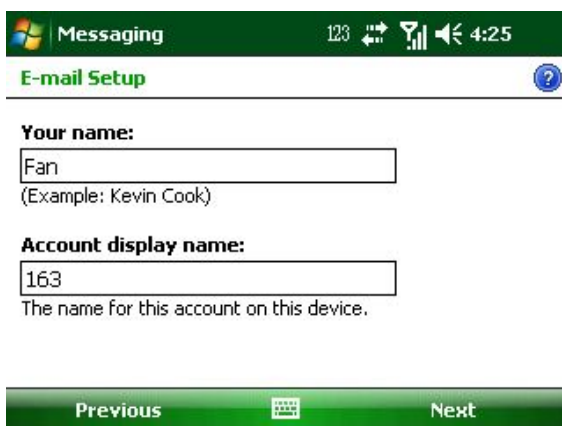 Messaging 123 4:25
E-mail Setup ?
Your name:
Fan
(Example: Kevin Cook)
Account display name:
163
The name for this account on this device.
Previous Next